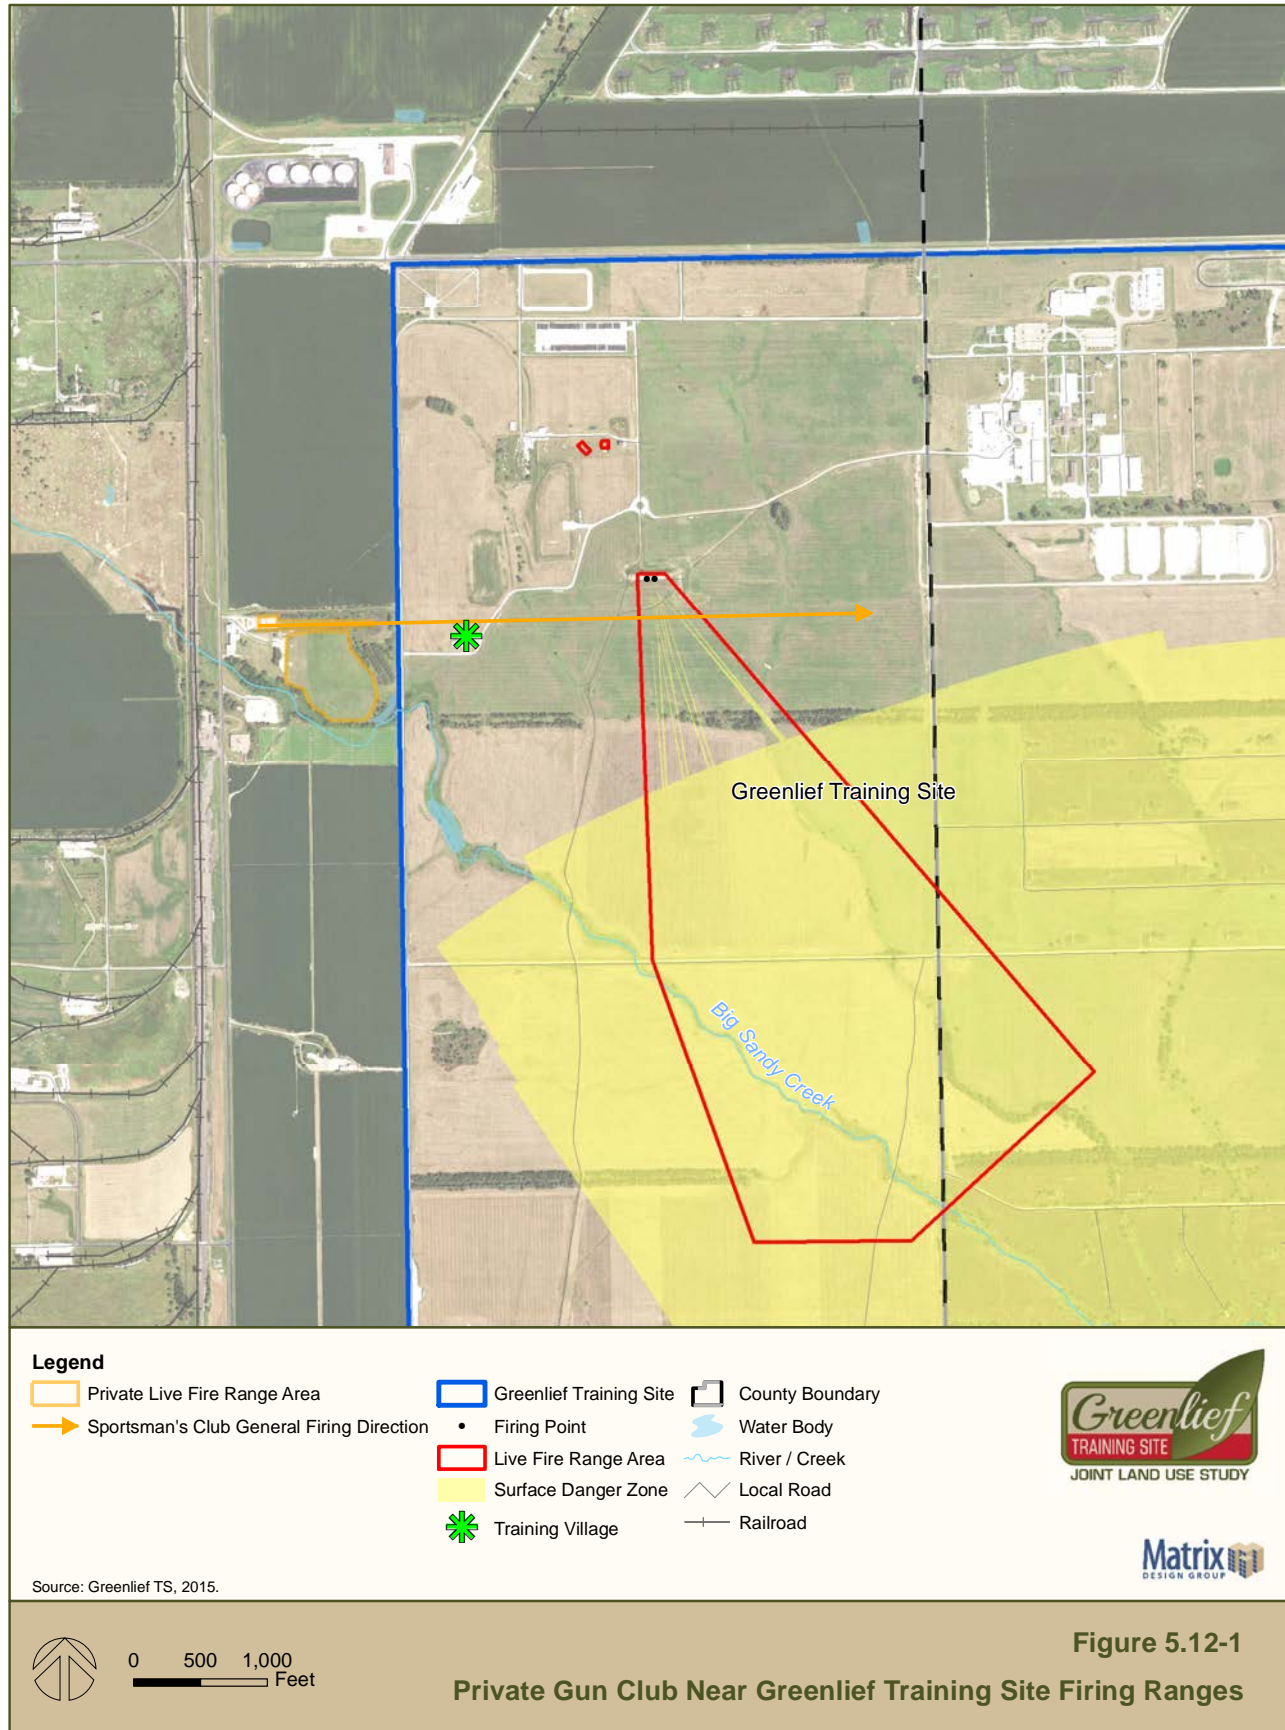 Greenlief Training Site
Big Sandy Creek
Legend
Private Live Fire Range Area
Sportsman's Club General Firing Direction
Greenlief Training Site
Firing Point
Live Fire Range Area
Surface Danger Zone
Training Village
County Boundary
Water Body
River / Creek
Local Road
Railroad
Greenlief
TRAINING SITE
JOINT LAND USE STUDY
Matrix
DESIGN GROUP
Source: Greenlief TS, 2015.
0 500 1,000
Feet
Figure 5.12-1
Private Gun Club Near Greenlief Training Site Firing Ranges